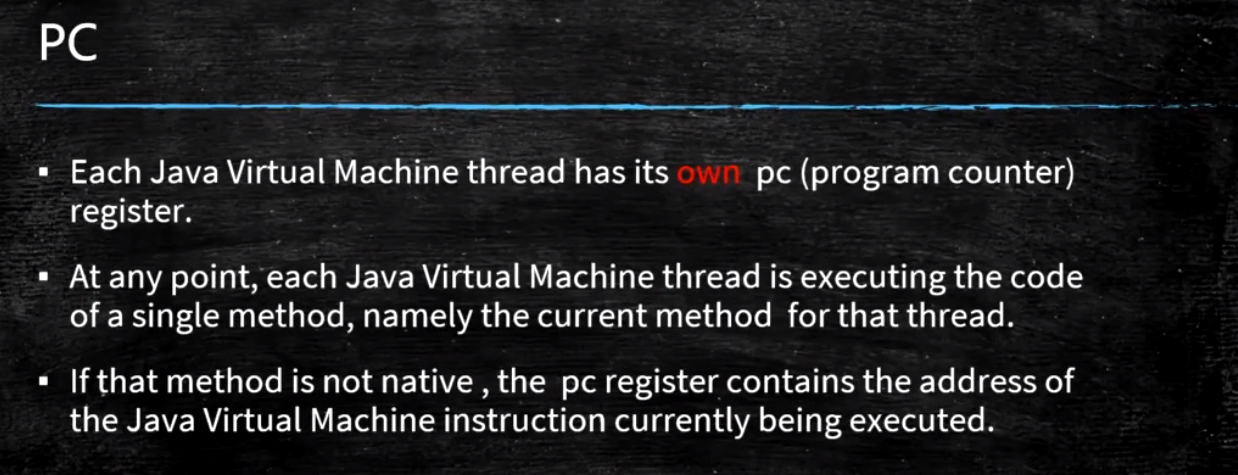 PC
▪ Each Java Virtual Machine thread has its own pc (program counter)
register.
▪ At any point, each Java Virtual Machine thread is executing the code
of a single method, namely the current method for that thread.
▪ If that method is not native , the pc register contains the address of
the Java Virtual Machine instruction currently being executed.